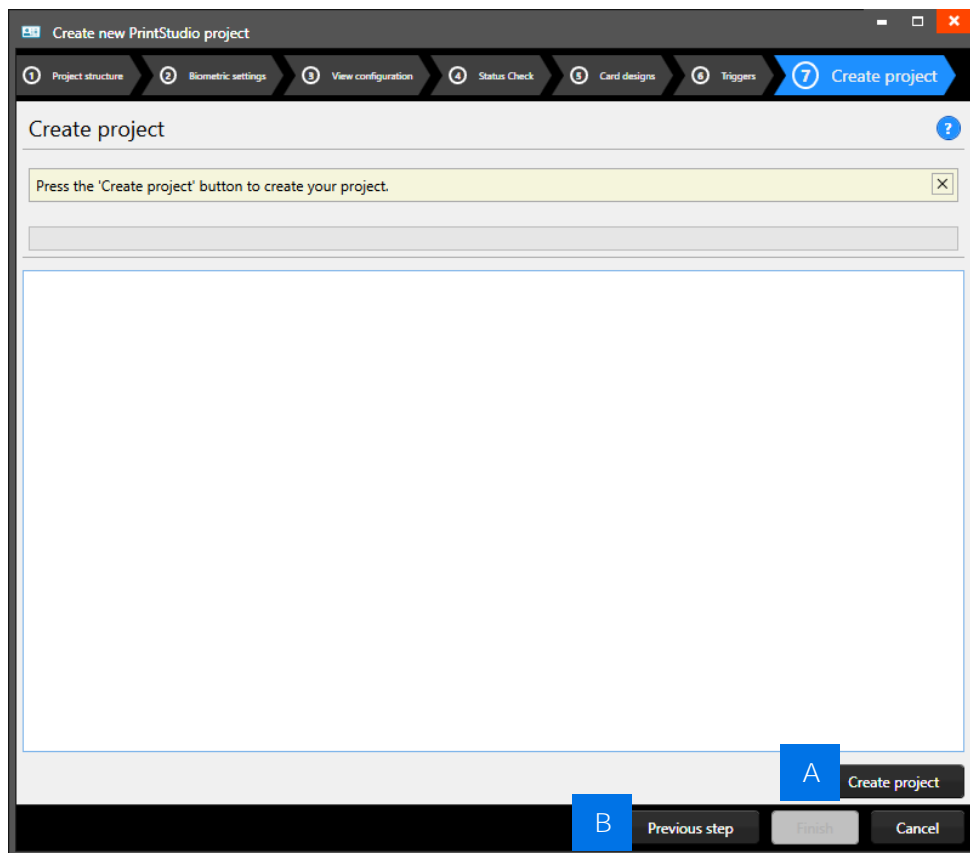 Create new PrintStudio project
1 Project structure 2 Biometric settings 3 View configuration 4 Status Check 5 Card designs 6 Triggers 7 Create project
Create project ?
Press the 'Create project' button to create your project.
A Create project
B Previous step Finish Cancel